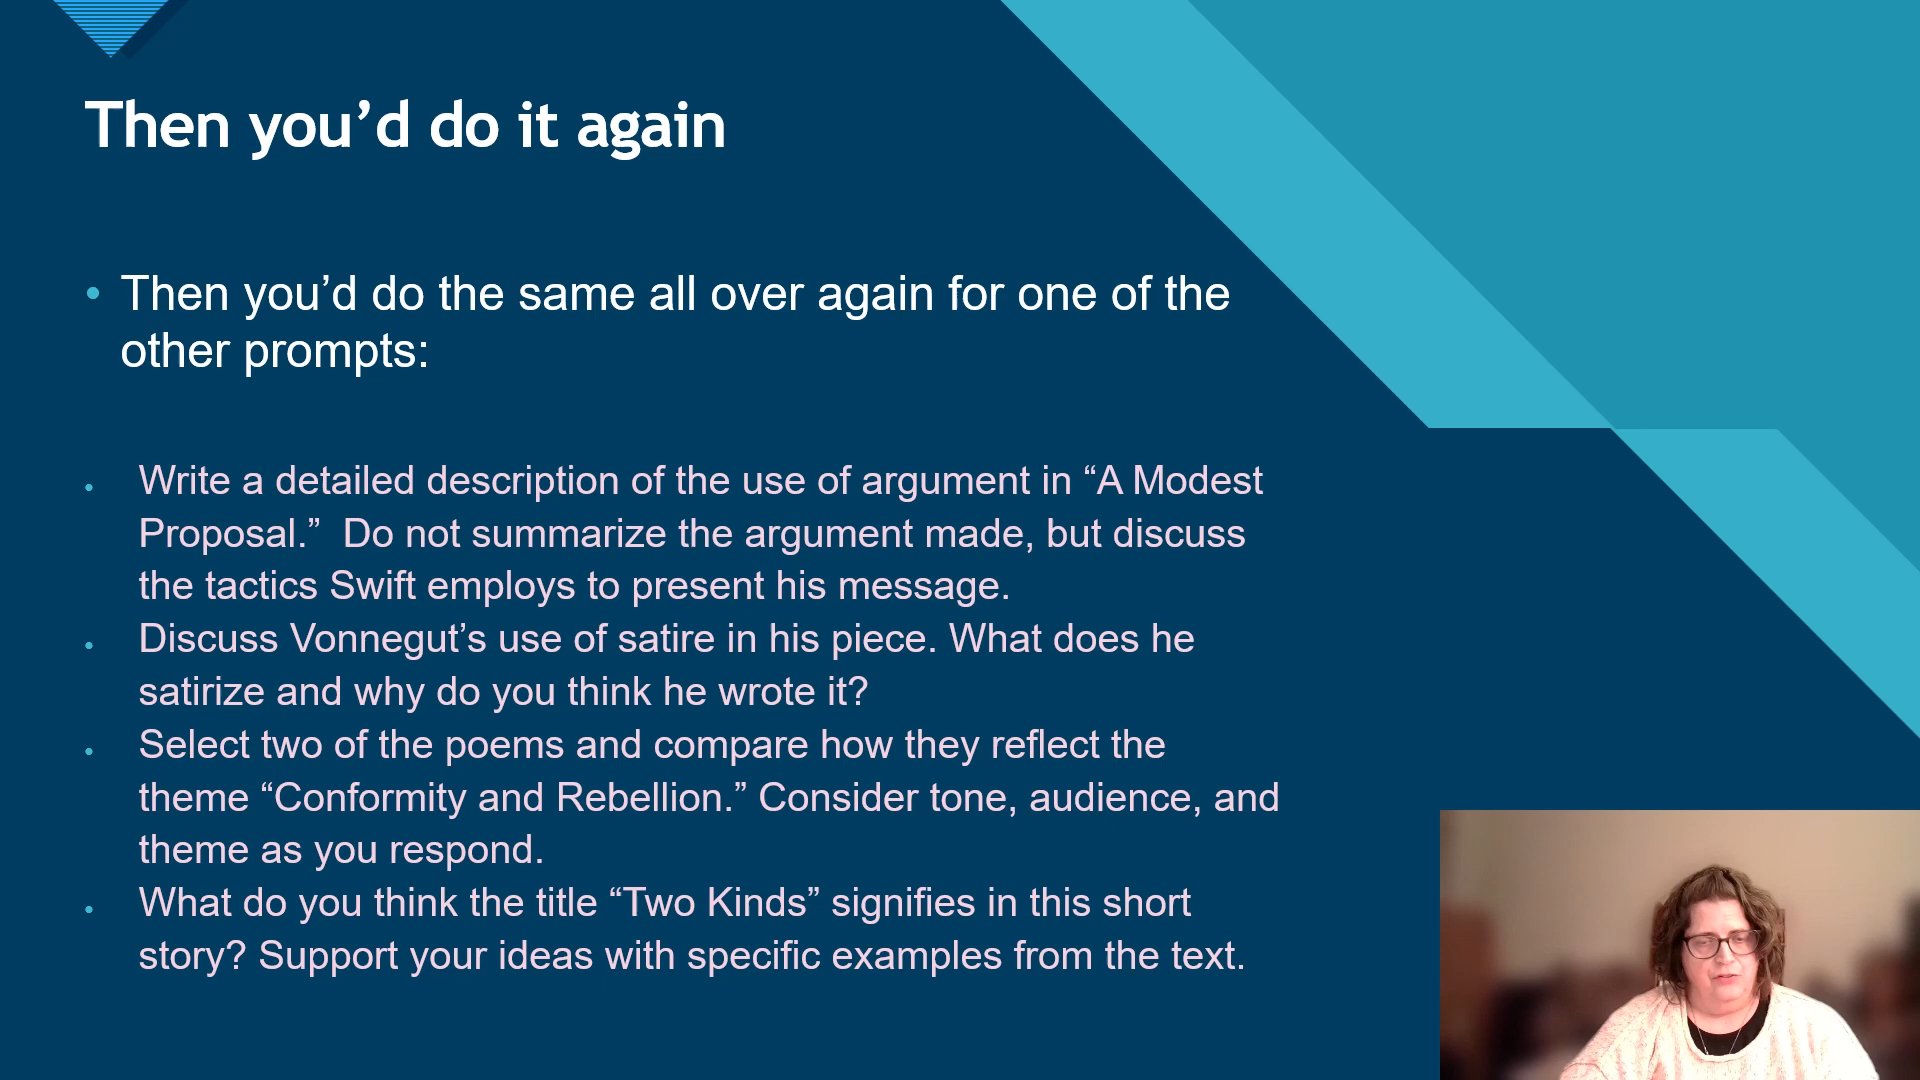 Then you’d do it again
• Then you’d do the same all over again for one of the
other prompts:
• Write a detailed description of the use of argument in “A Modest
Proposal.”  Do not summarize the argument made, but discuss
the tactics Swift employs to present his message.
• Discuss Vonnegut’s use of satire in his piece. What does he
satirize and why do you think he wrote it?
• Select two of the poems and compare how they reflect the
theme “Conformity and Rebellion.” Consider tone, audience, and
theme as you respond.
• What do you think the title “Two Kinds” signifies in this short
story? Support your ideas with specific examples from the text.